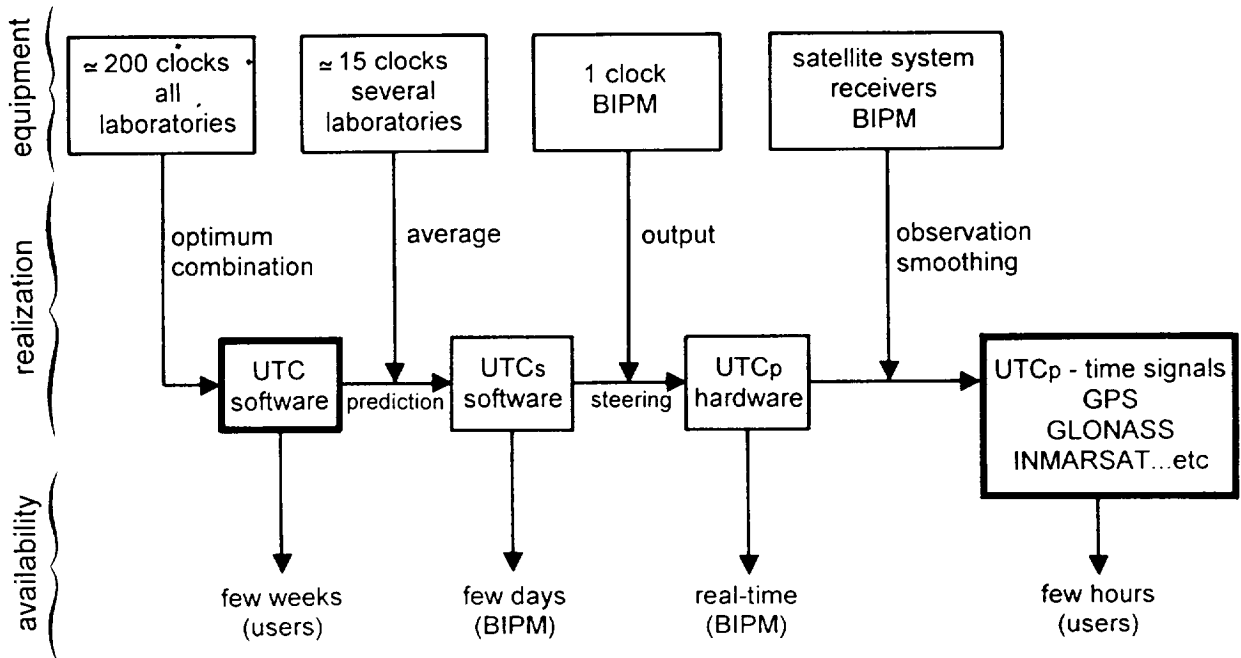 equipment
≃ 200 clocks
all
laboratories
≃ 15 clocks
several
laboratories
1 clock
BIPM
satellite system
receivers
BIPM
realization
optimum
combination
average
output
observation
smoothing
UTC
software
prediction
UTCs
software
steering
UTCp
hardware
UTCp - time signals
GPS
GLONASS
INMARSAT...etc
availability
few weeks
(users)
few days
(BIPM)
real-time
(BIPM)
few hours
(users)